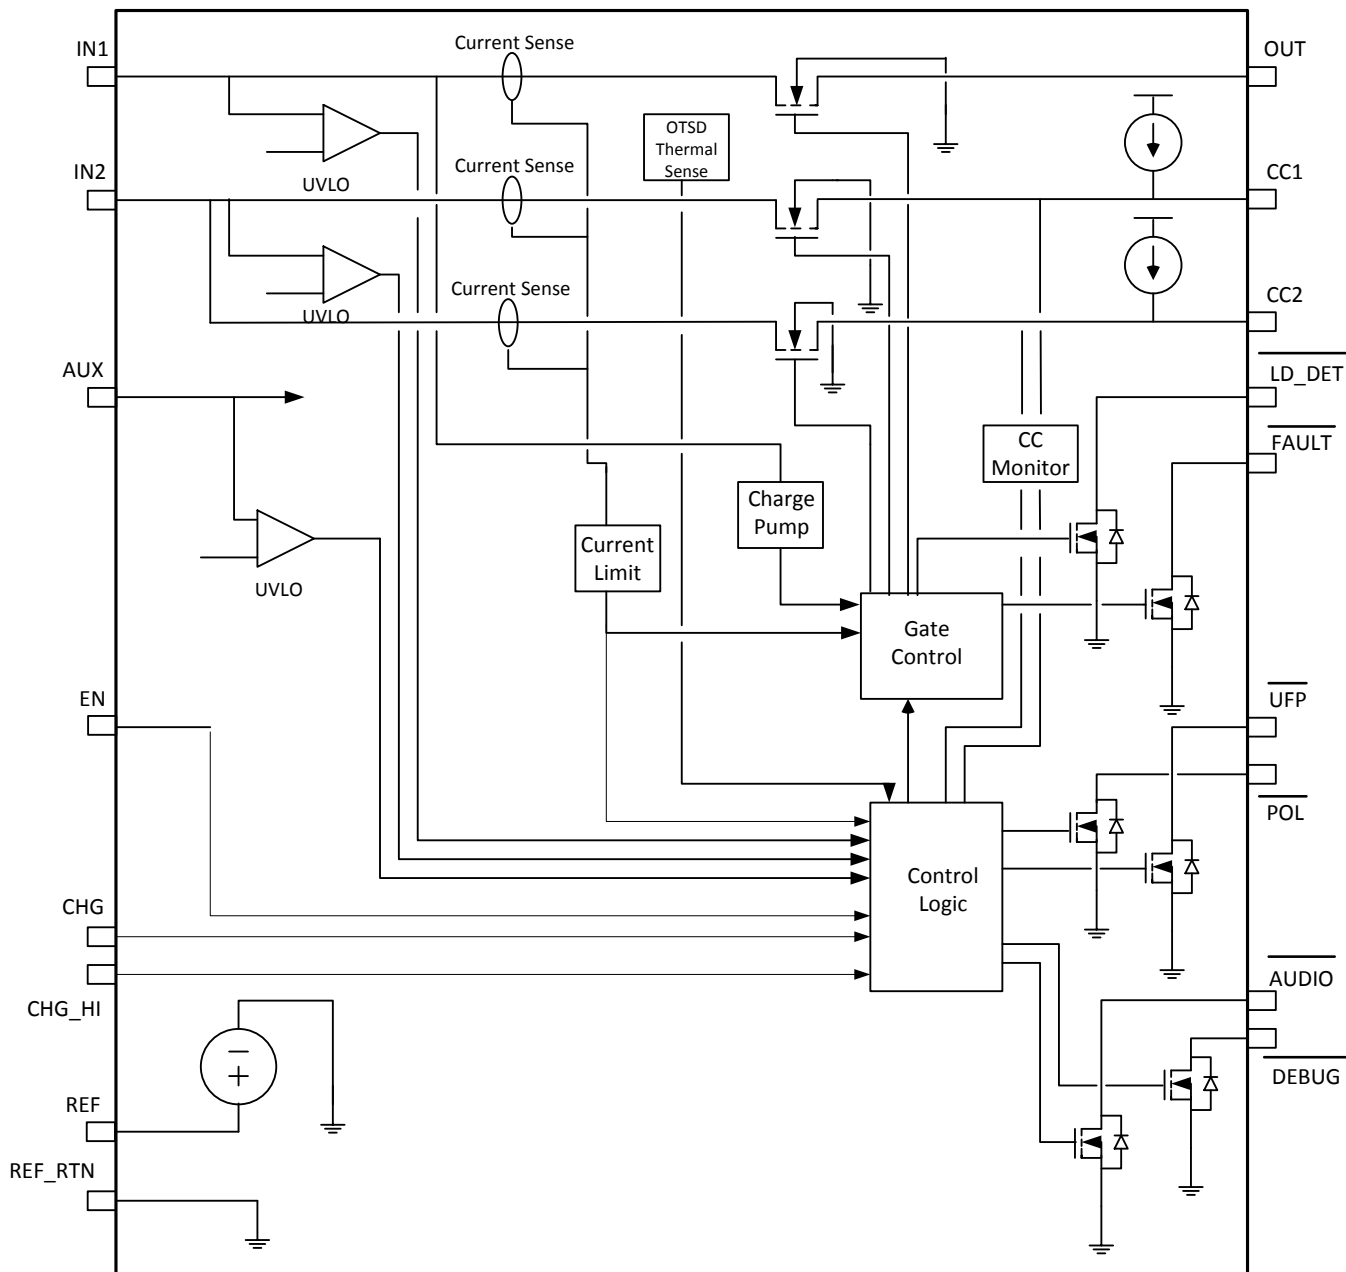 IN1
Current Sense
OUT
OTSD
Thermal
Sense
UVLO
IN2
Current Sense
CC1
UVLO
Current Sense
CC2
AUX
LD_DET
FAULT
CC
Monitor
Charge
Pump
Current
Limit
UVLO
Gate
Control
EN
UFP
POL
Control
Logic
CHG
AUDIO
CHG_HI
DEBUG
REF
REF_RTN